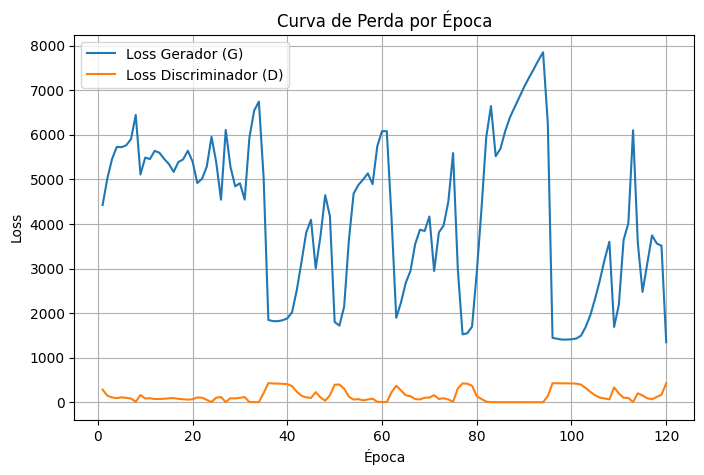 Curva de Perda por Época
Loss Gerador (G)
Loss Discriminador (D)
Loss
8000
7000
6000
5000
4000
3000
2000
1000
0
0 20 40 60 80 100 120
Época